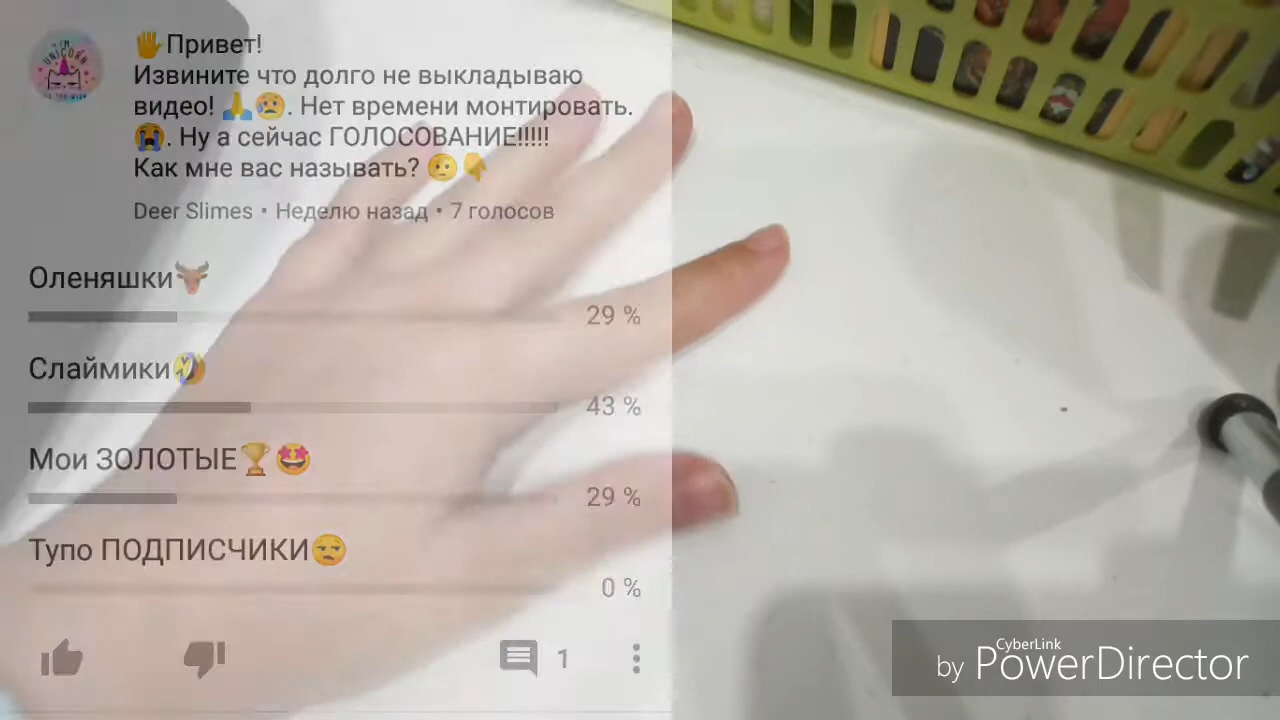 🖐Привет!
Извините что долго не выкладываю
видео! 🙏😥. Нет времени монтировать.
😭. Ну а сейчас ГОЛОСОВАНИЕ!!!!!
Как мне вас называть? 🤨👇
Deer Slimes • Неделю назад • 7 голосов
Оленяшки🐮
29 %
Слаймики🤣
43 %
Мои ЗОЛОТЫЕ🏆🤩
29 %
Тупо ПОДПИСЧИКИ😒
0 %
1
CyberLink
by PowerDirector